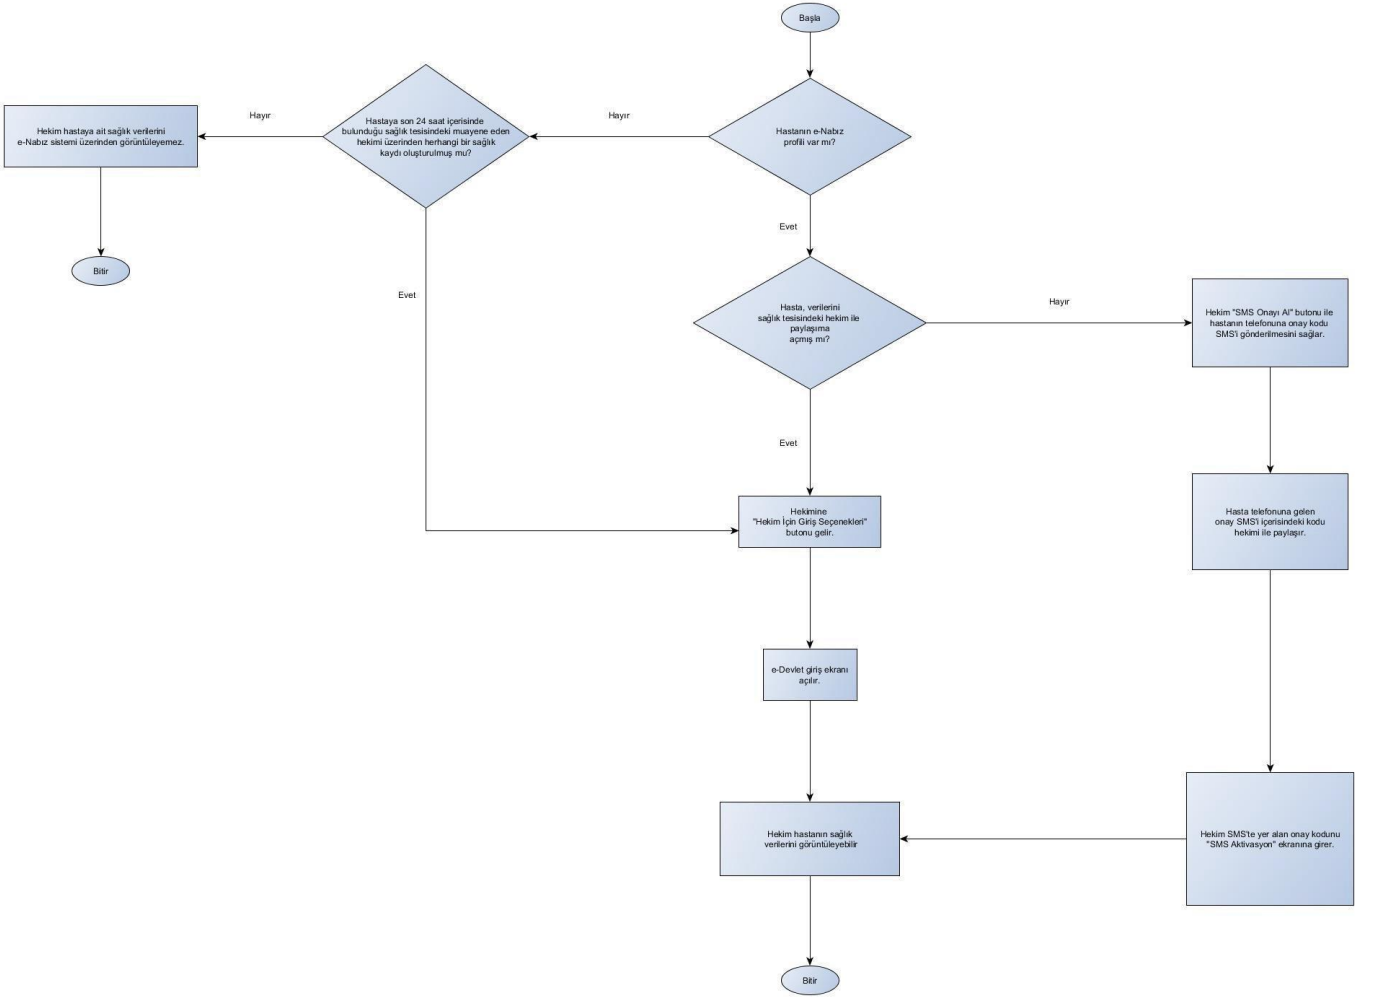 Başla
Hastanın e-Nabız
profili var mı?
Hayır
Hastaya son 24 saat içerisinde
bulunduğu sağlık tesisindeki muayene eden
hekimi üzerinden herhangi bir sağlık
kaydı oluşturulmuş mu?
Hayır
Hekim hastaya ait sağlık verilerini
e-Nabız sistemi üzerinden görüntüleyemez.
Bitir
Evet
Evet
Hasta, verilerini
sağlık tesisindeki hekim ile
paylaşıma
açmış mı?
Hayır
Hekim "SMS Onayı Al" butonu ile
hastanın telefonuna onay kodu
SMS'i gönderilmesini sağlar.
Evet
Hekimine
"Hekim İçin Giriş Seçenekleri"
butonu gelir.
Hasta telefonuna gelen
onay SMS'i içerisindeki kodu
hekimi ile paylaşır.
e-Devlet giriş ekranı
açılır.
Hekim hastanın sağlık
verilerini görüntüleyebilir
Hekim SMS'te yer alan onay kodunu
"SMS Aktivasyon" ekranına girer.
Bitir